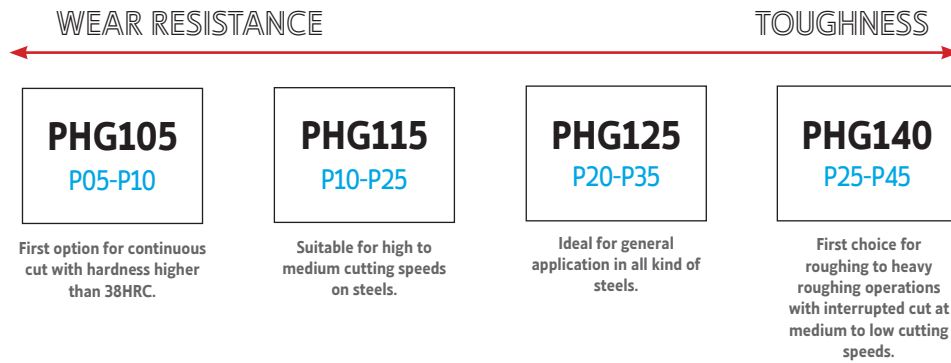 WEAR RESISTANCE
TOUGHNESS
PHG105
P05-P10
First option for continuous
cut with hardness higher
than 38HRC.
PHG115
P10-P25
Suitable for high to
medium cutting speeds
on steels.
PHG125
P20-P35
Ideal for general
application in all kind of
steels.
PHG140
P25-P45
First choice for
roughing to heavy
roughing operations
with interrupted cut at
medium to low cutting
speeds.